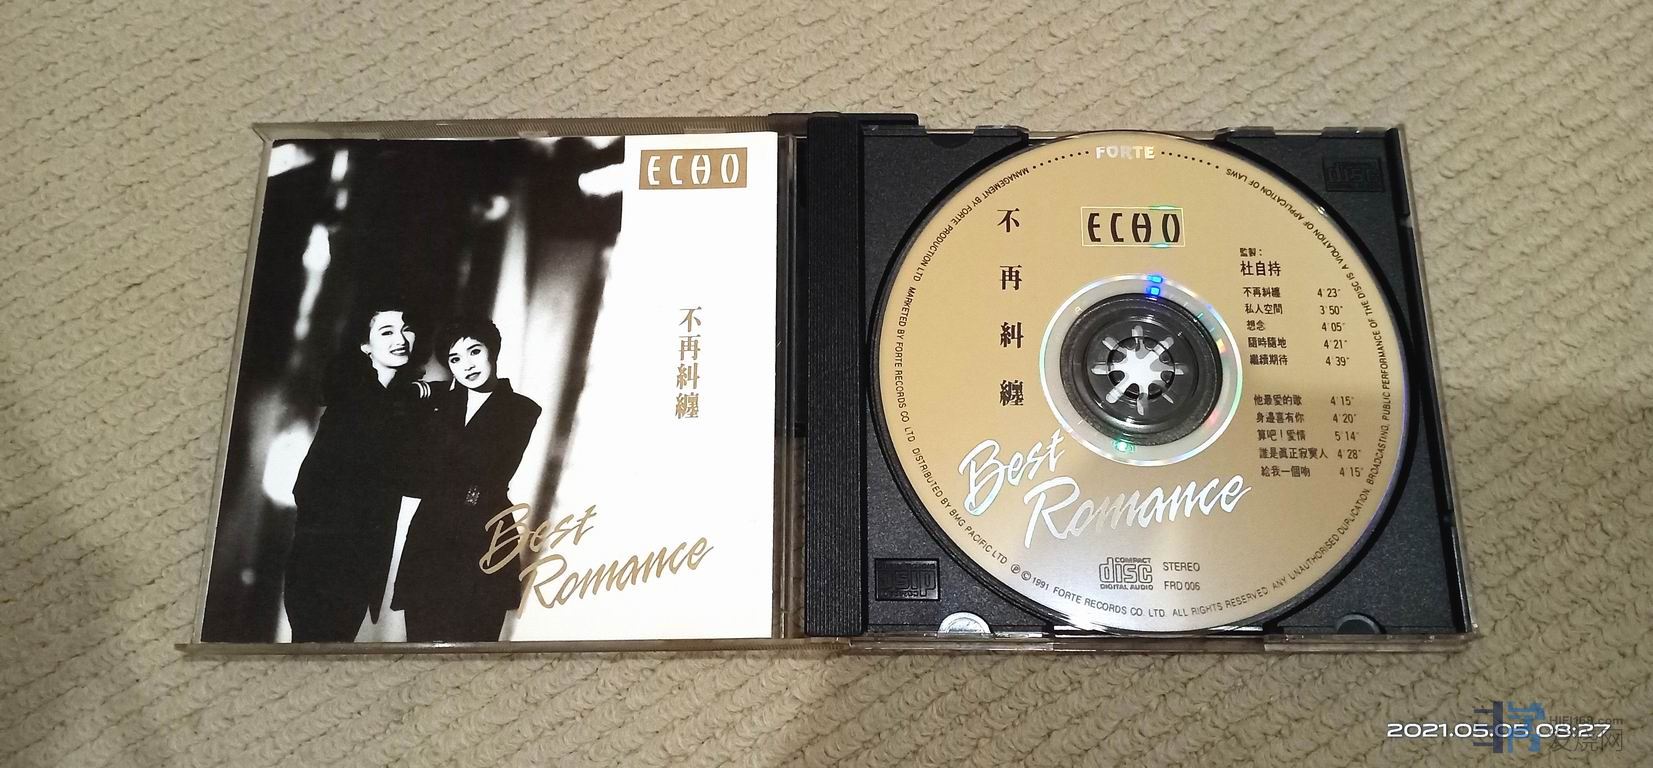 ECHO
不再糾纏
Best
Romance
FORTE
MANAGEMENT BY FORTE PRODUCTION LTD MARKETED BY FORTE RECORDS CO. LTD. DISTRIBUTED BY BMG PACIFIC LTD. ℗©1991 FORTE RECORDS CO. LTD. ALL RIGHTS RESERVED ANY UNAUTHORISED DUPLICATION, BROADCASTING, PUBLIC PERFORMANCE OF THE DISC IS A VIOLATION OF APPLICATION OF LAWS
ECHO
不再糾纏
監製：
杜自持
不再糾纏 4'23"
私人空間 3'50"
想念 4'05"
隨時隨地 4'21"
繼續期待 4'39"
他最愛的歌 4'15"
身邊喜有你 4'20"
算吧！愛情 5'14"
誰是真正寂寞人 4'28"
給我一個吻 4'15"
Best
Romance
COMPACT
disc
DIGITAL AUDIO
STEREO
FRD 006
disc
2021.05.05 08:27
HIFI168.com
发烧网